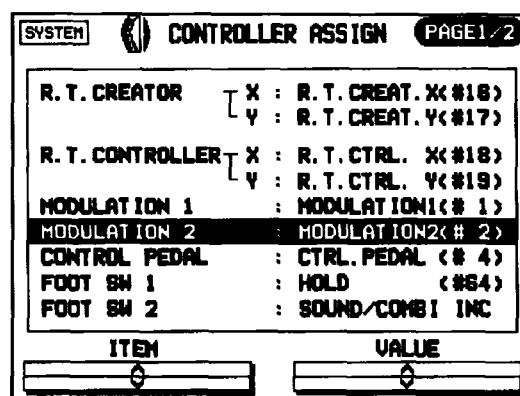 SYSTEM CONTROLLER ASSIGN PAGE1/2
R.T.CREATOR X : R.T.CREAT.X(#16)
Y : R.T.CREAT.Y(#17)
R.T.CONTROLLER X : R.T.CTRL. X(#18)
Y : R.T.CTRL. Y(#19)
MODULATION 1 : MODULATION1(# 1)
MODULATION 2 : MODULATION2(# 2)
CONTROL PEDAL : CTRL.PEDAL (# 4)
FOOT SW 1 : HOLD (#64)
FOOT SW 2 : SOUND/COMBI INC
ITEM VALUE